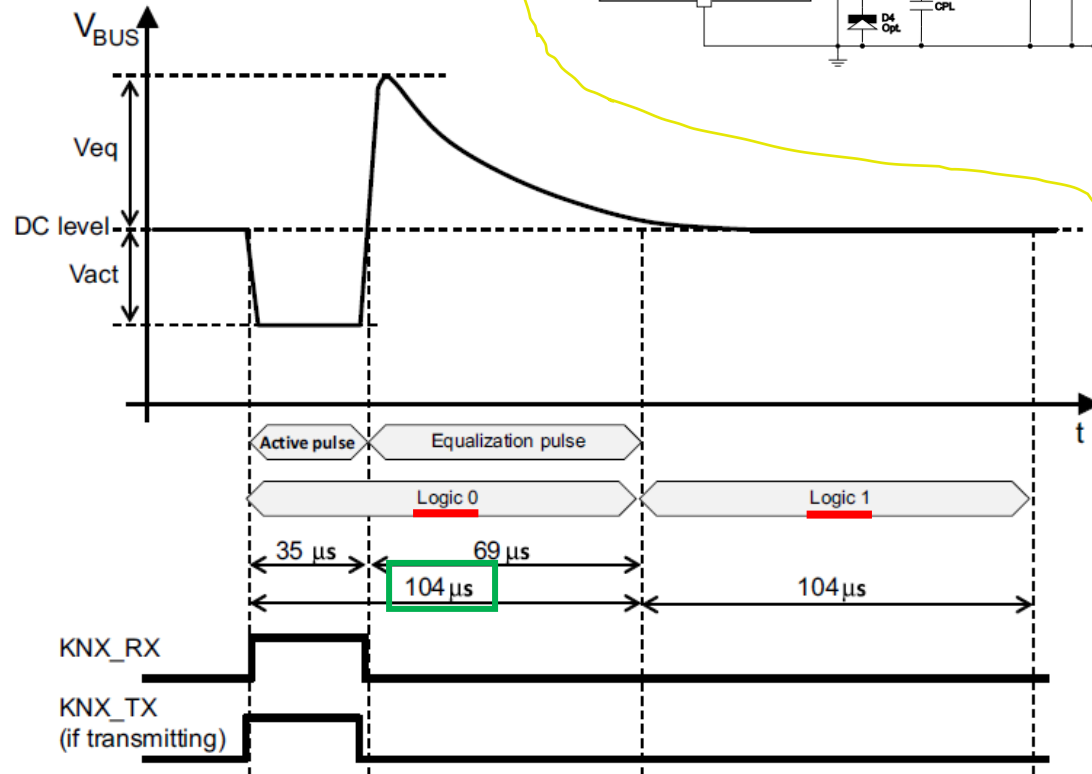 VBUS
D4
Opt.
CPL
Veq
DC level
Vact
t
Active pulse
Equalization pulse
Logic 0
Logic 1
35 µs
69 µs
104 µs
104 µs
KNX_RX
KNX_TX
(if transmitting)